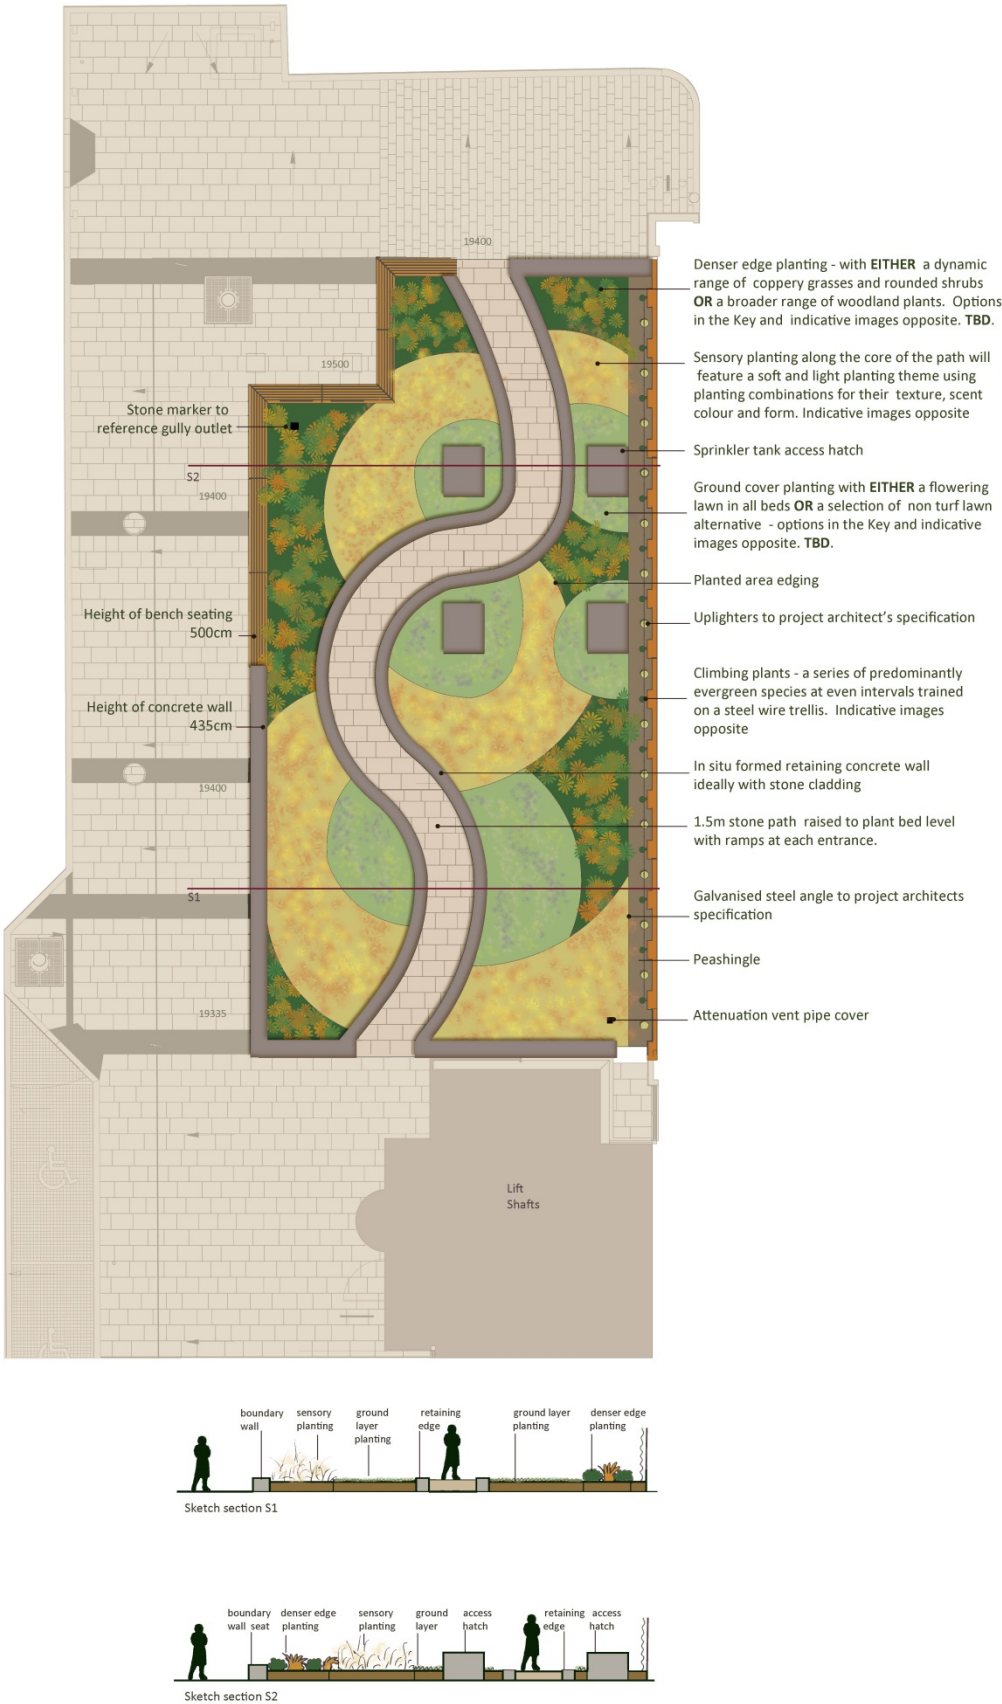 19400
Denser edge planting - with EITHER a dynamic
range of coppery grasses and rounded shrubs
OR a broader range of woodland plants. Options
in the Key and indicative images opposite. TBD.
19500
Sensory planting along the core of the path will
feature a soft and light planting theme using
planting combinations for their texture, scent
colour and form. Indicative images opposite
Stone marker to
reference gully outlet
Sprinkler tank access hatch
S2
19400
Ground cover planting with EITHER a flowering
lawn in all beds OR a selection of non turf lawn
alternative - options in the Key and indicative
images opposite. TBD.
Planted area edging
Height of bench seating
500cm
Uplighters to project architect's specification
Climbing plants - a series of predominantly
evergreen species at even intervals trained
on a steel wire trellis. Indicative images
opposite
Height of concrete wall
435cm
In situ formed retaining concrete wall
ideally with stone cladding
19400
1.5m stone path raised to plant bed level
with ramps at each entrance.
S1
Galvanised steel angle to project architects
specification
Peashingle
19335
Attenuation vent pipe cover
Lift
Shafts
boundary
wall
sensory
planting
ground
layer
planting
retaining
edge
ground layer
planting
denser edge
planting
Sketch section S1
boundary
wall seat
denser edge
planting
sensory
planting
ground
layer
access
hatch
retaining
edge
access
hatch
Sketch section S2